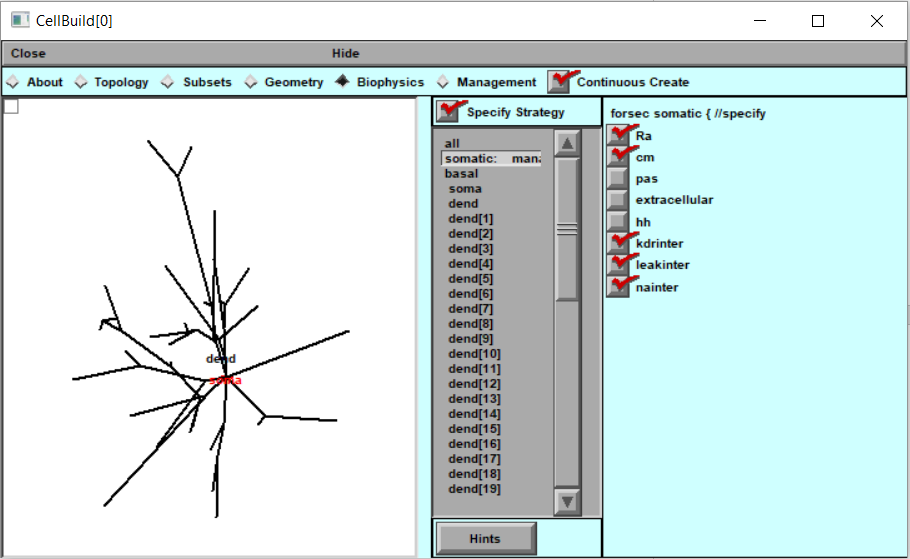 CellBuild[0]
Close Hide
About Topology Subsets Geometry Biophysics Management Continuous Create
Specify Strategy
all
somatic: mana
basal
soma
dend
dend[1]
dend[2]
dend[3]
dend[4]
dend[5]
dend[6]
dend[7]
dend[8]
dend[9]
dend[10]
dend[11]
dend[12]
dend[13]
dend[14]
dend[15]
dend[16]
dend[17]
dend[18]
dend[19]
Hints
forsec somatic { //specify
Ra
cm
pas
extracellular
hh
kdrinter
leakinter
nainter
dend
soma